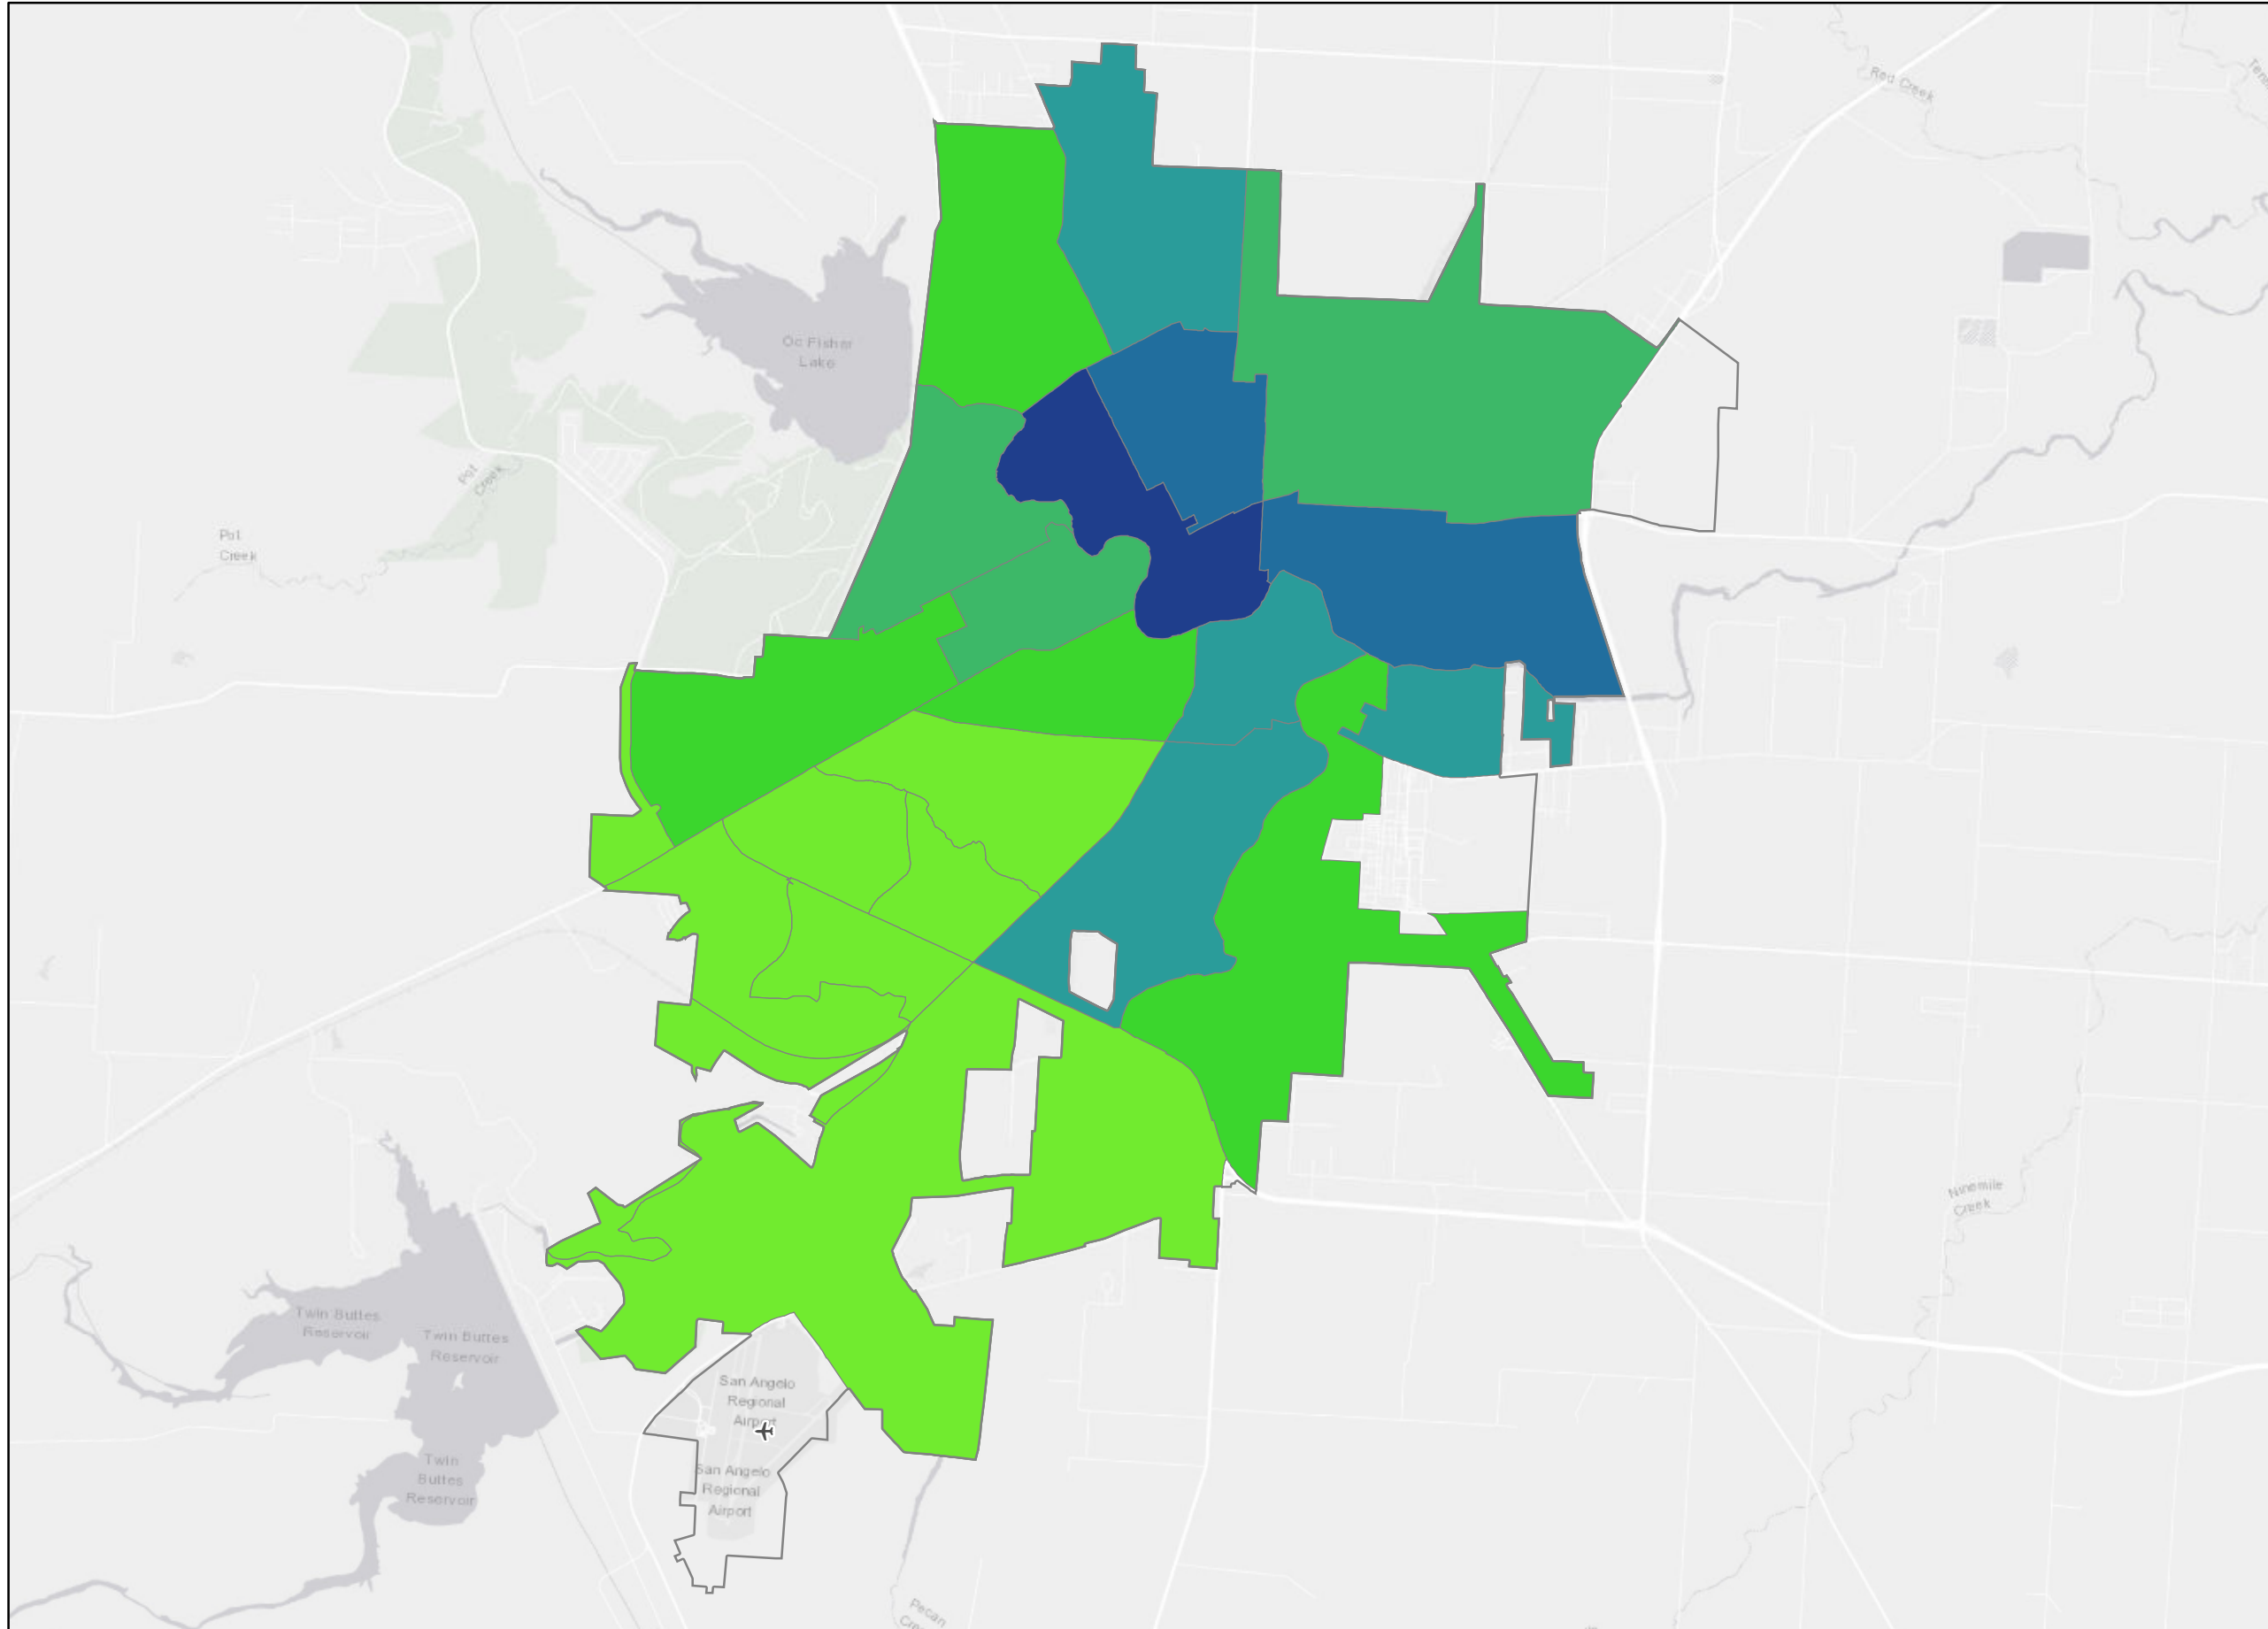 Red Creek
Oc Fisher
Lake
Pot
Creek
Pot
Creek
Ninemile
Creek
Twin Buttes
Reservoir
Twin Buttes
Reservoir
San Angelo
Regional
Airport
Twin
Buttes
Reservoir
San Angelo
Regional
Airport
Pecan